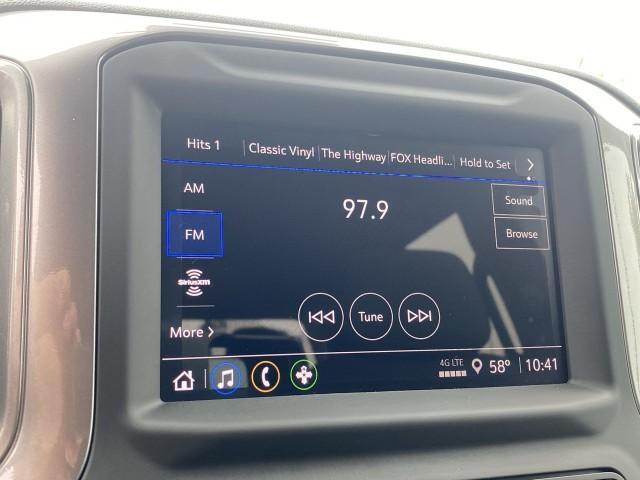 Hits 1 Classic Vinyl The Highway FOX Headli... Hold to Set
AM
97.9
Sound
FM
Browse
SiriusXM
Tune
More
4G LTE
58° 10:41